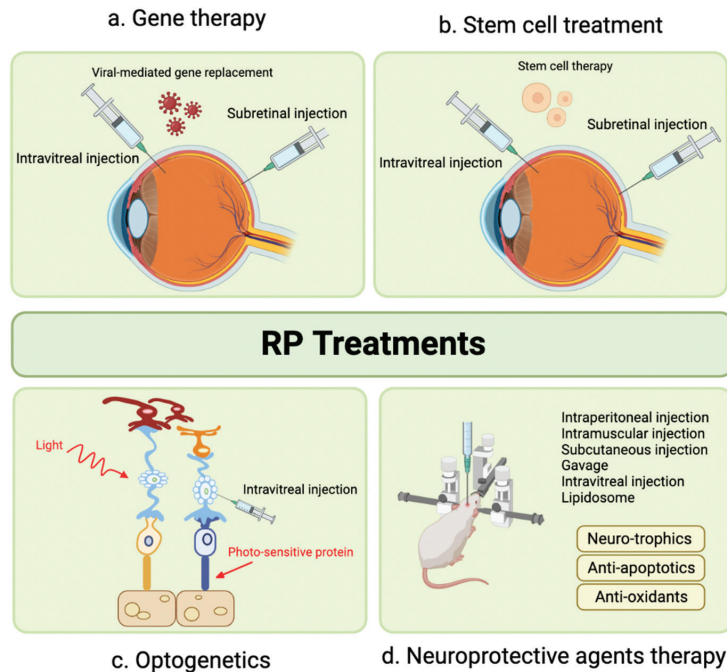 a. Gene therapy
Viral-mediated gene replacement
Subretinal injection
Intravitreal injection
b. Stem cell treatment
Stem cell therapy
Subretinal injection
Intravitreal injection
RP Treatments
Light
Intravitreal injection
Photo-sensitive protein
c. Optogenetics
Intraperitoneal injection
Intramuscular injection
Subcutaneous injection
Gavage
Intravitreal injection
Lipidosome
Neuro-trophics
Anti-apoptotics
Anti-oxidants
d. Neuroprotective agents therapy